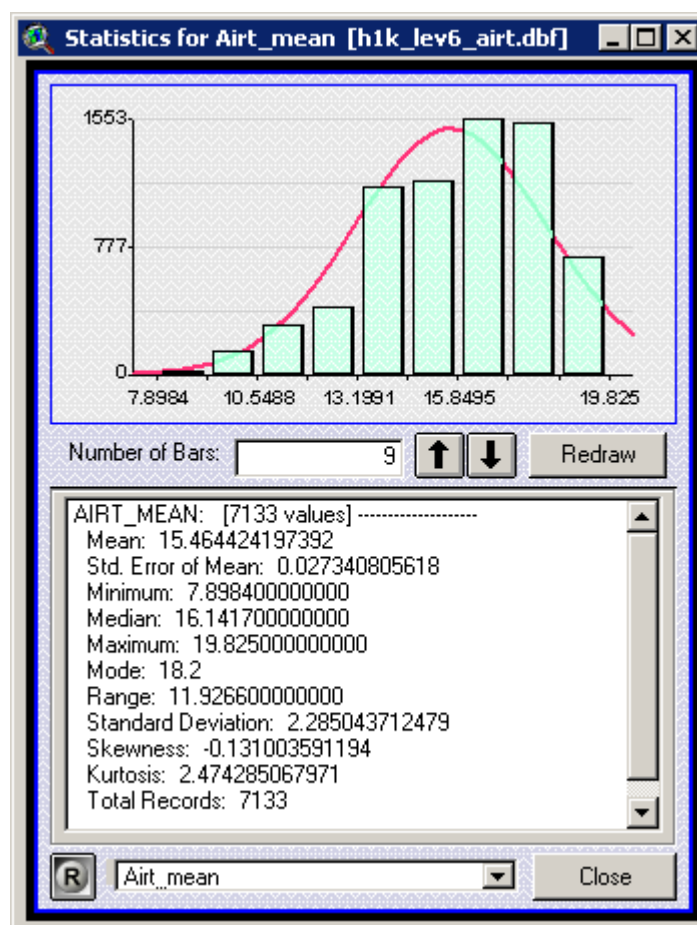 Statistics for Airt_mean [h1k_lev6_airt.dbf]
1553
777
0
7.8984 10.5488 13.1991 15.8495 19.825
Number of Bars: 9 Redraw
AIRT_MEAN: [7133 values] --------------------
Mean: 15.464424197392
Std. Error of Mean: 0.027340805618
Minimum: 7.898400000000
Median: 16.141700000000
Maximum: 19.825000000000
Mode: 18.2
Range: 11.926600000000
Standard Deviation: 2.285043712479
Skewness: -0.131003591194
Kurtosis: 2.474285067971
Total Records: 7133
R Airt_mean Close